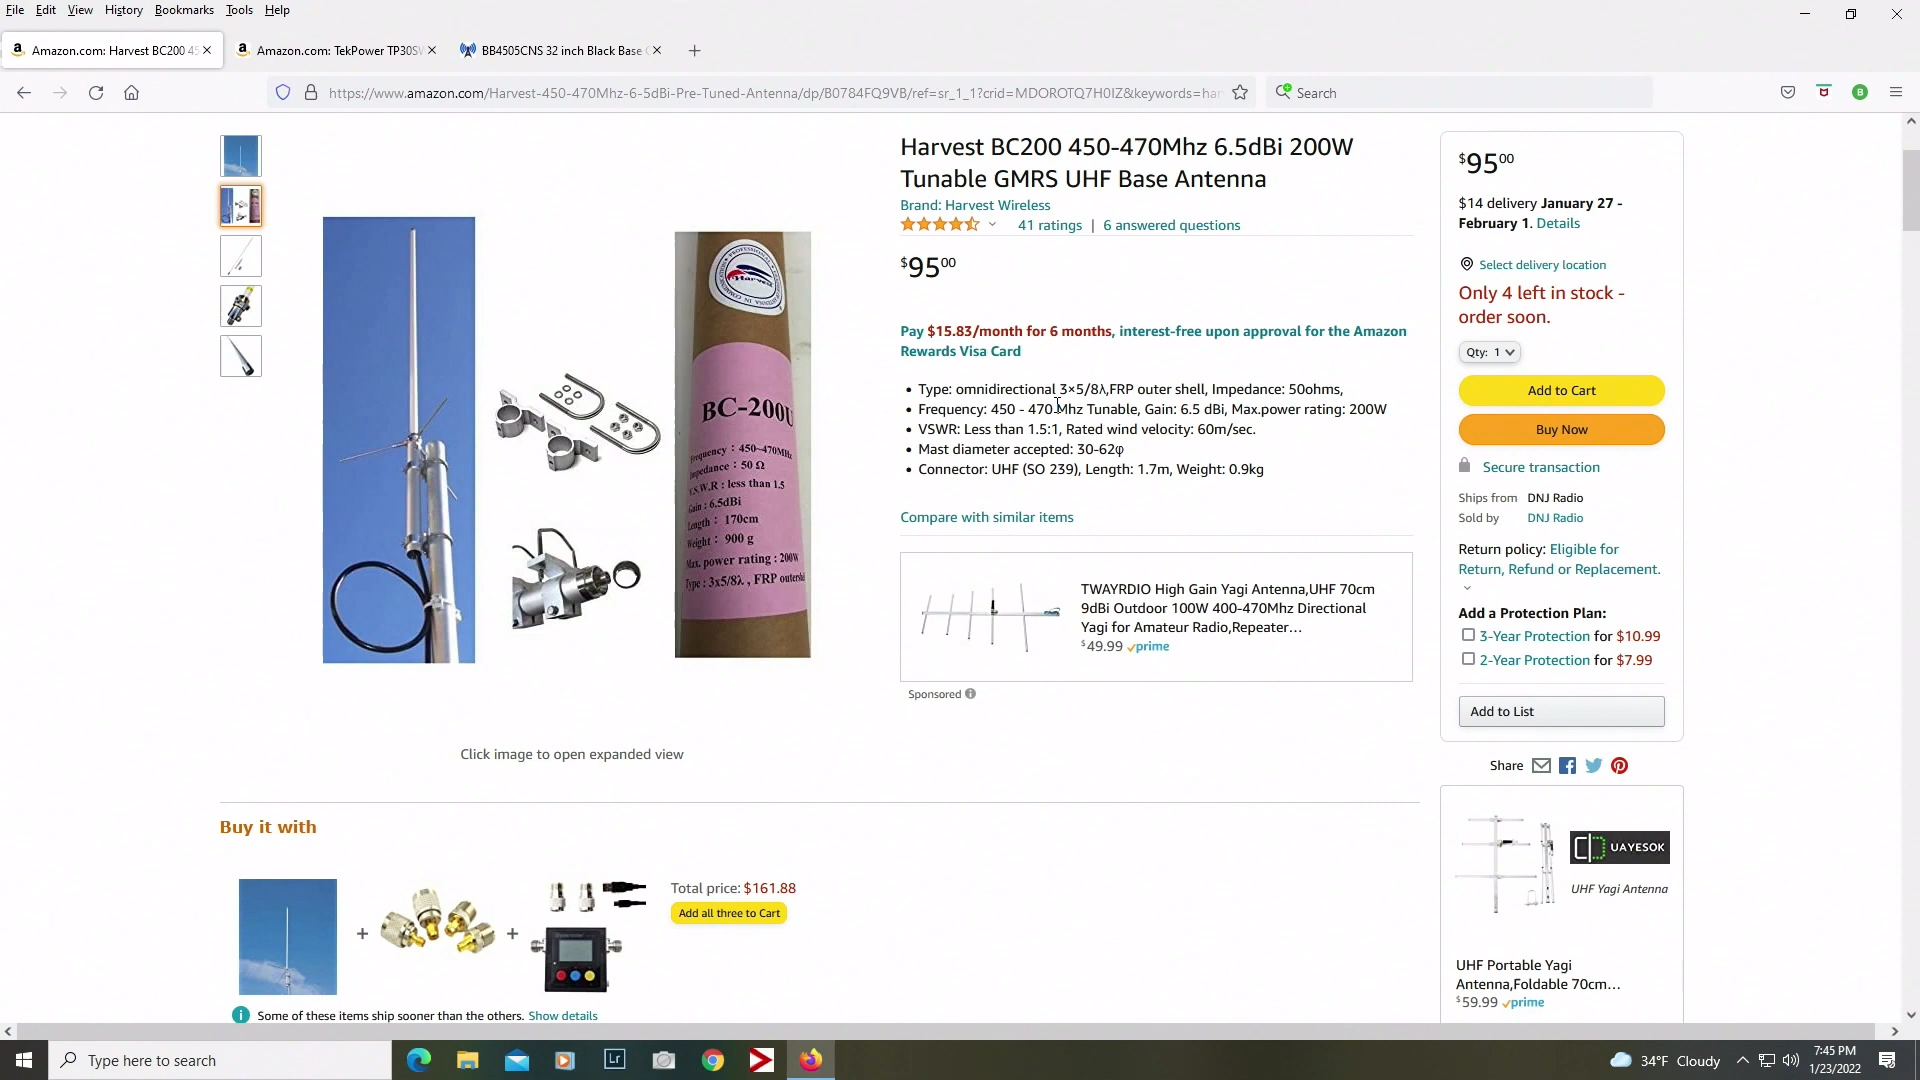 File Edit View History Bookmarks Tools Help
Amazon.com: Harvest BC200 45
Amazon.com: TekPower TP30SW
BB4505CNS 32 inch Black Base C
https://www.amazon.com/Harvest-450-470Mhz-6-5dBi-Pre-Tuned-Antenna/dp/B0784FQ9VB/ref=sr_1_1?crid=MDOROTQ7H0IZ&keywords=har
Search
Harvest BC200 450-470Mhz 6.5dBi 200W
Tunable GMRS UHF Base Antenna
Brand: Harvest Wireless
41 ratings | 6 answered questions
$9500
Pay $15.83/month for 6 months, interest-free upon approval for the Amazon
Rewards Visa Card
• Type: omnidirectional 3×5/8λ,FRP outer shell, Impedance: 50ohms,
• Frequency: 450 - 470 Mhz Tunable, Gain: 6.5 dBi, Max.power rating: 200W
• VSWR: Less than 1.5:1, Rated wind velocity: 60m/sec.
• Mast diameter accepted: 30-62φ
• Connector: UHF (SO 239), Length: 1.7m, Weight: 0.9kg
Compare with similar items
TWAYRDIO High Gain Yagi Antenna,UHF 70cm
9dBi Outdoor 100W 400-470Mhz Directional
Yagi for Amateur Radio,Repeater...
$49.99 prime
Sponsored
Harvest
BC-200U
Frequency : 450~470MHz
Impedance : 50 Ω
V.S.W.R : less than 1.5
Gain : 6.5dBi
Length : 170cm
Weight : 900 g
Max. power rating : 200W
Type : 3x5/8λ , FRP outershl
Click image to open expanded view
$9500
$14 delivery January 27 -
February 1. Details
Select delivery location
Only 4 left in stock -
order soon.
Qty: 1
Add to Cart
Buy Now
Secure transaction
Ships from DNJ Radio
Sold by DNJ Radio
Return policy: Eligible for
Return, Refund or Replacement.
Add a Protection Plan:
3-Year Protection for $10.99
2-Year Protection for $7.99
Add to List
Share
UAYESOK
UHF Yagi Antenna
UHF Portable Yagi
Antenna,Foldable 70cm...
$59.99 prime
Buy it with
+
+
Total price: $161.88
Add all three to Cart
Some of these items ship sooner than the others. Show details
Type here to search
Lr
34°F Cloudy
7:45 PM
1/23/2022